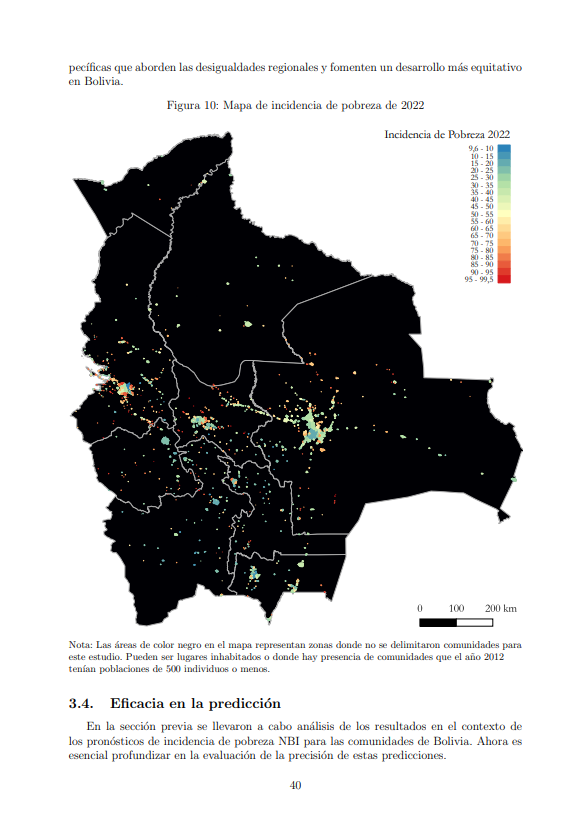 pecíficas que aborden las desigualdades regionales y fomenten un desarrollo más equitativo
en Bolivia.
Figura 10: Mapa de incidencia de pobreza de 2022
Incidencia de Pobreza 2022
9,6 - 10
10 - 15
15 - 20
20 - 25
25 - 30
30 - 35
35 - 40
40 - 45
45 - 50
50 - 55
55 - 60
60 - 65
65 - 70
70 - 75
75 - 80
80 - 85
85 - 90
90 - 95
95 - 99,5
0 100 200 km
Nota: Las áreas de color negro en el mapa representan zonas donde no se delimitaron comunidades para
este estudio. Pueden ser lugares inhabitados o donde hay presencia de comunidades que el año 2012
tenían poblaciones de 500 individuos o menos.
3.4. Eficacia en la predicción
En la sección previa se llevaron a cabo análisis de los resultados en el contexto de
los pronósticos de incidencia de pobreza NBI para las comunidades de Bolivia. Ahora es
esencial profundizar en la evaluación de la precisión de estas predicciones.
40